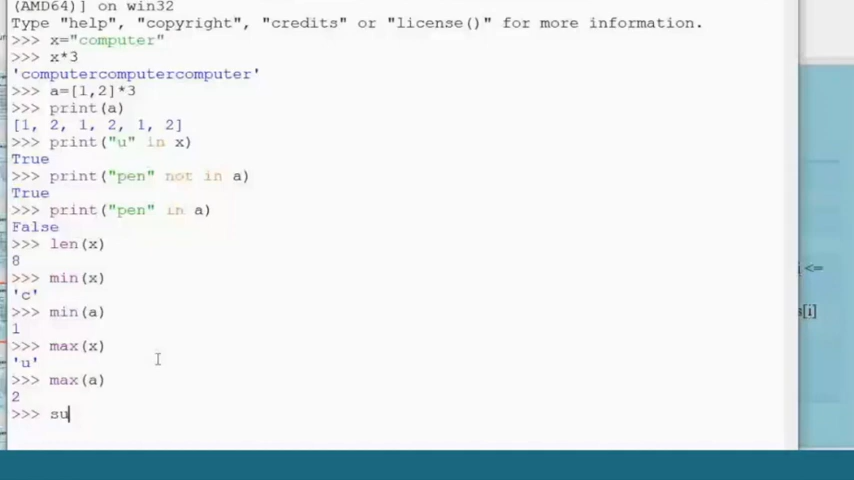 (AMD64)] on win32
Type "help", "copyright", "credits" or "license()" for more information.
>>> x="computer"
>>> x*3
'computercomputercomputer'
>>> a=[1,2]*3
>>> print(a)
[1, 2, 1, 2, 1, 2]
>>> print("u" in x)
True
>>> print("pen" not in a)
True
>>> print("pen" in a)
False
>>> len(x)
8
>>> min(x)
'c'
>>> min(a)
1
>>> max(x)
'u'
>>> max(a)
2
>>> su
i <=
s[i]